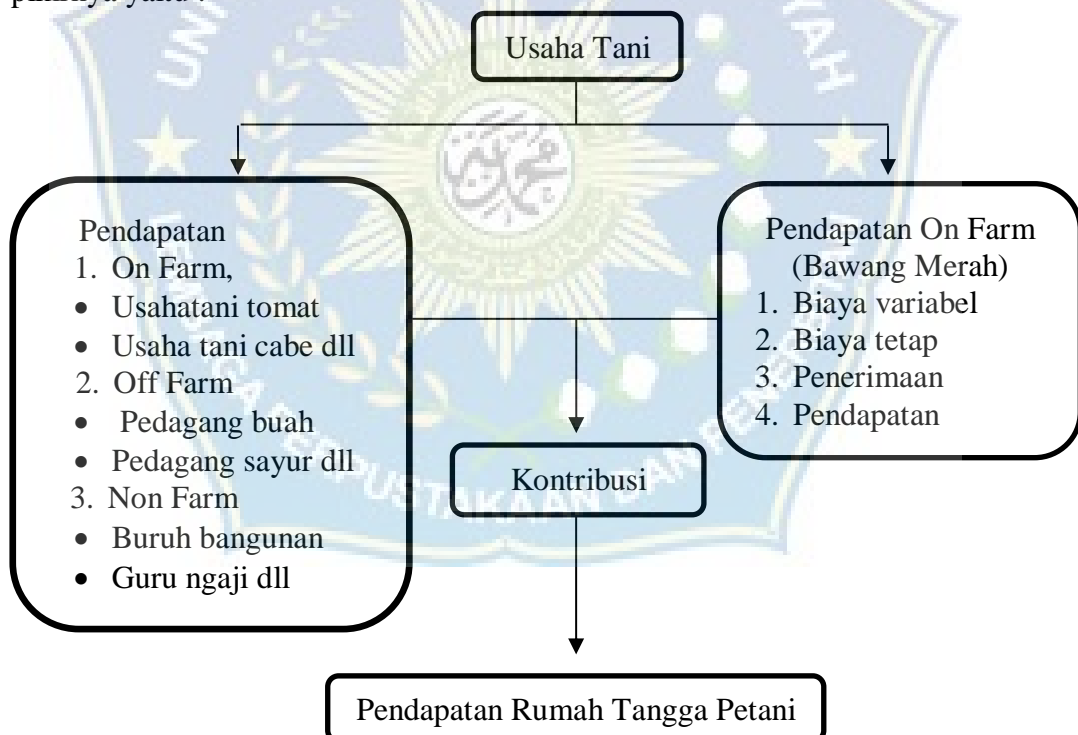 Usaha Tani
Pendapatan
1. On Farm,
• Usahatani tomat
• Usaha tani cabe dll
2. Off Farm
• Pedagang buah
• Pedagang sayur dll
3. Non Farm
• Buruh bangunan
• Guru ngaji dll
Pendapatan On Farm
(Bawang Merah)
1. Biaya variabel
2. Biaya tetap
3. Penerimaan
4. Pendapatan
Kontribusi
Pendapatan Rumah Tangga Petani